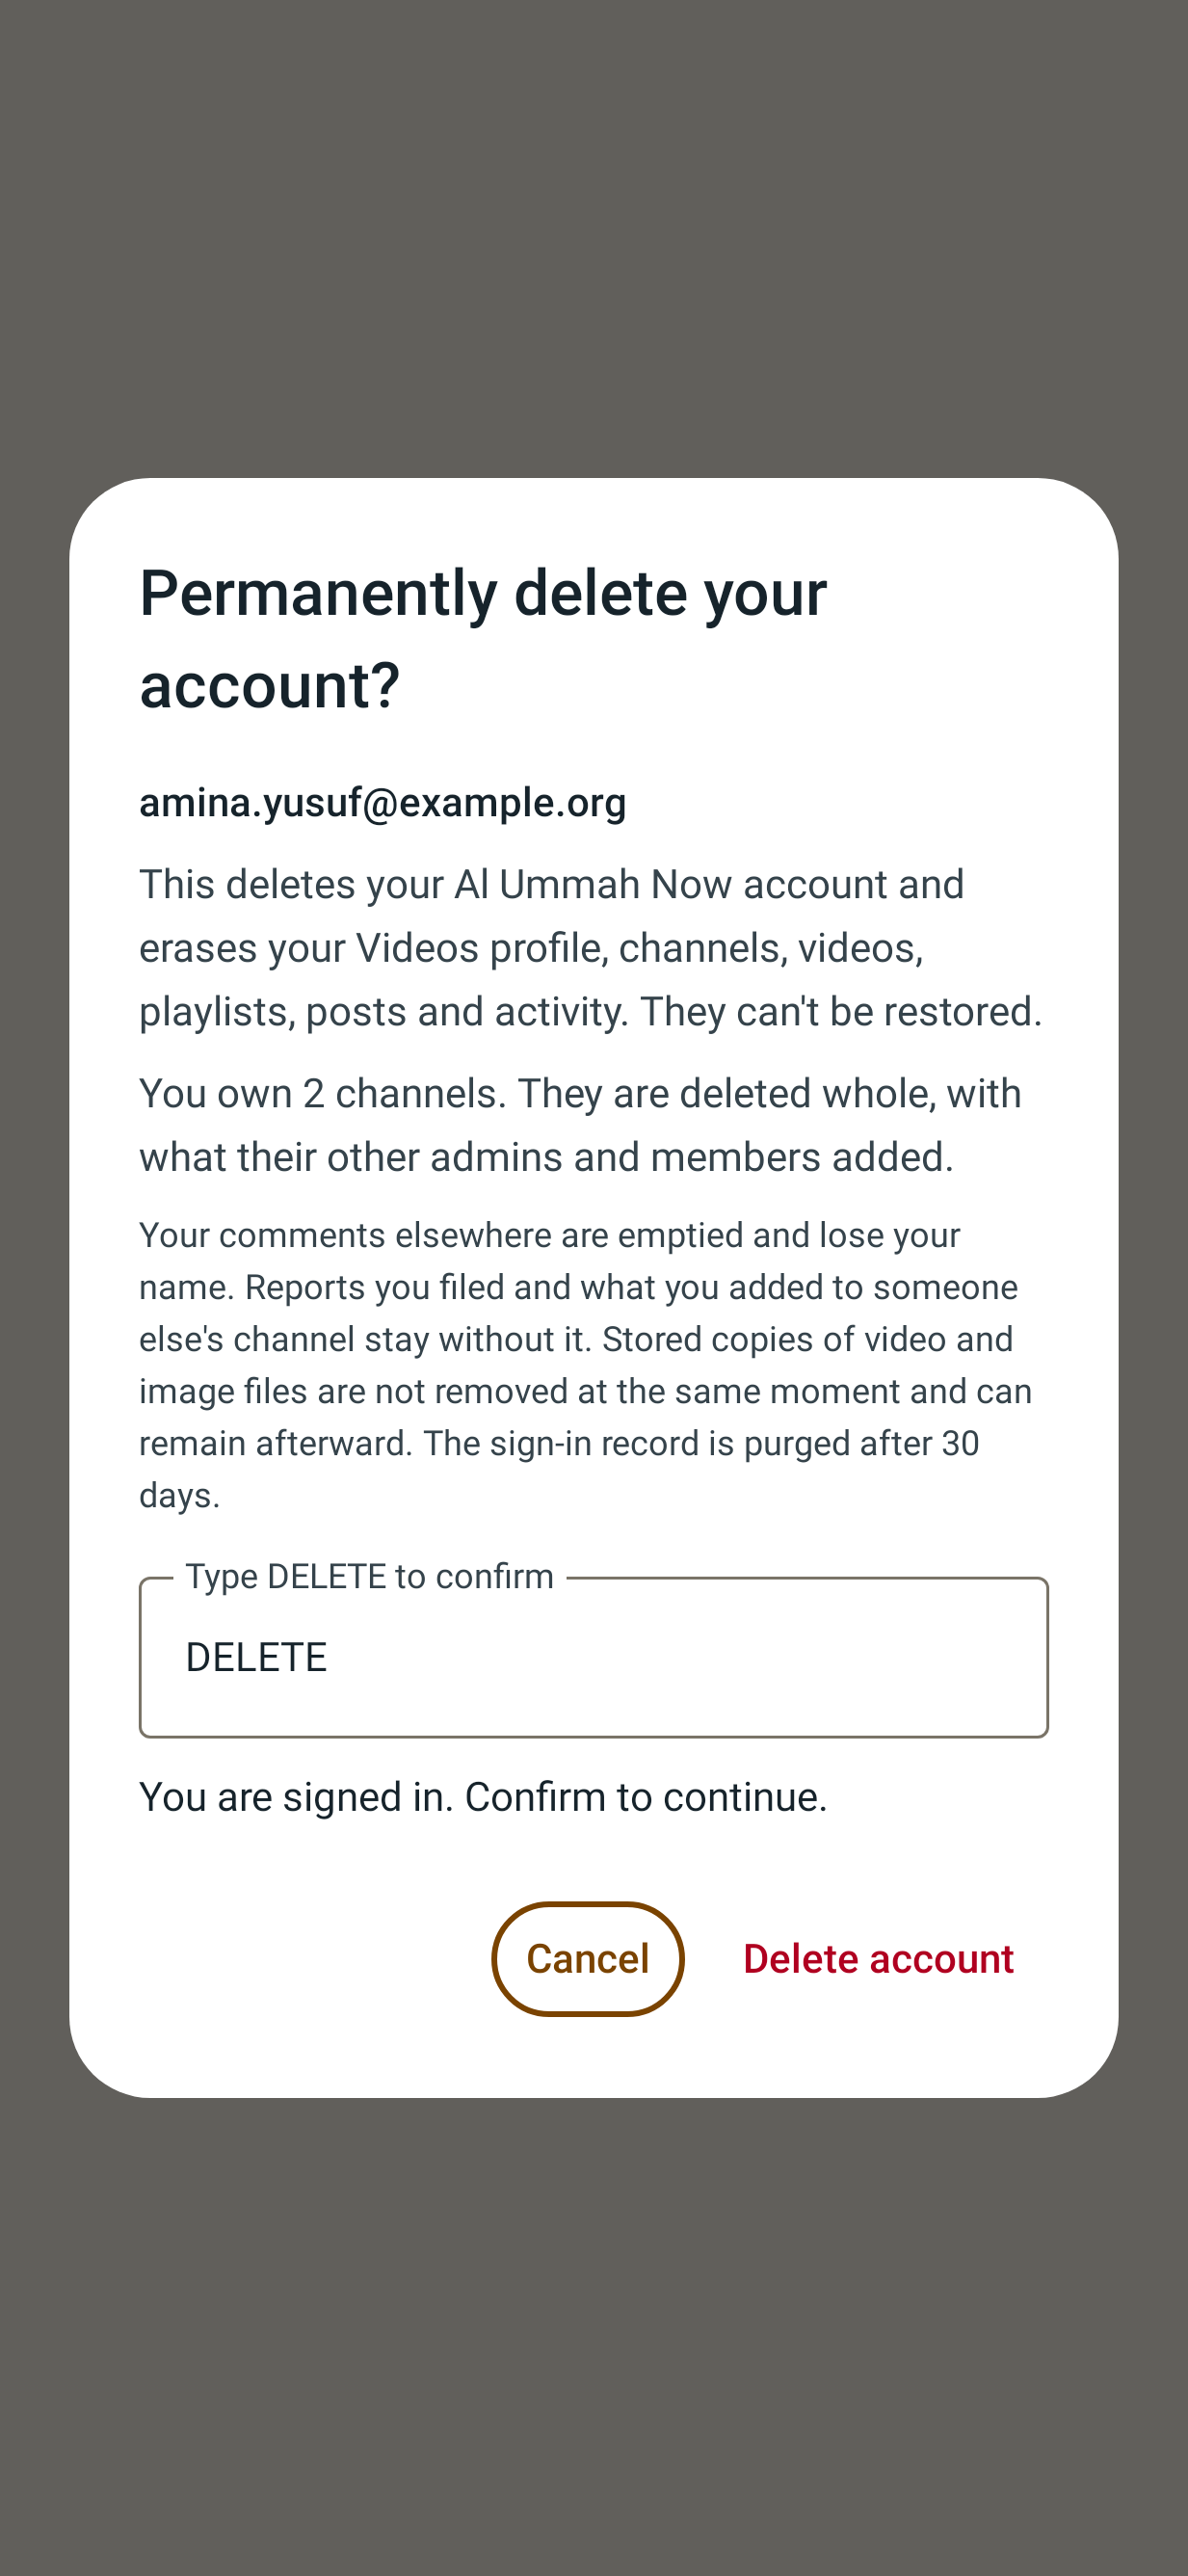 Permanently delete your
account?
amina.yusuf@example.org
This deletes your Al Ummah Now account and
erases your Videos profile, channels, videos,
playlists, posts and activity. They can't be restored.
You own 2 channels. They are deleted whole, with
what their other admins and members added.
Your comments elsewhere are emptied and lose your
name. Reports you filed and what you added to someone
else's channel stay without it. Stored copies of video and
image files are not removed at the same moment and can
remain afterward. The sign-in record is purged after 30
days.
Type DELETE to confirm
DELETE
You are signed in. Confirm to continue.
Cancel Delete account